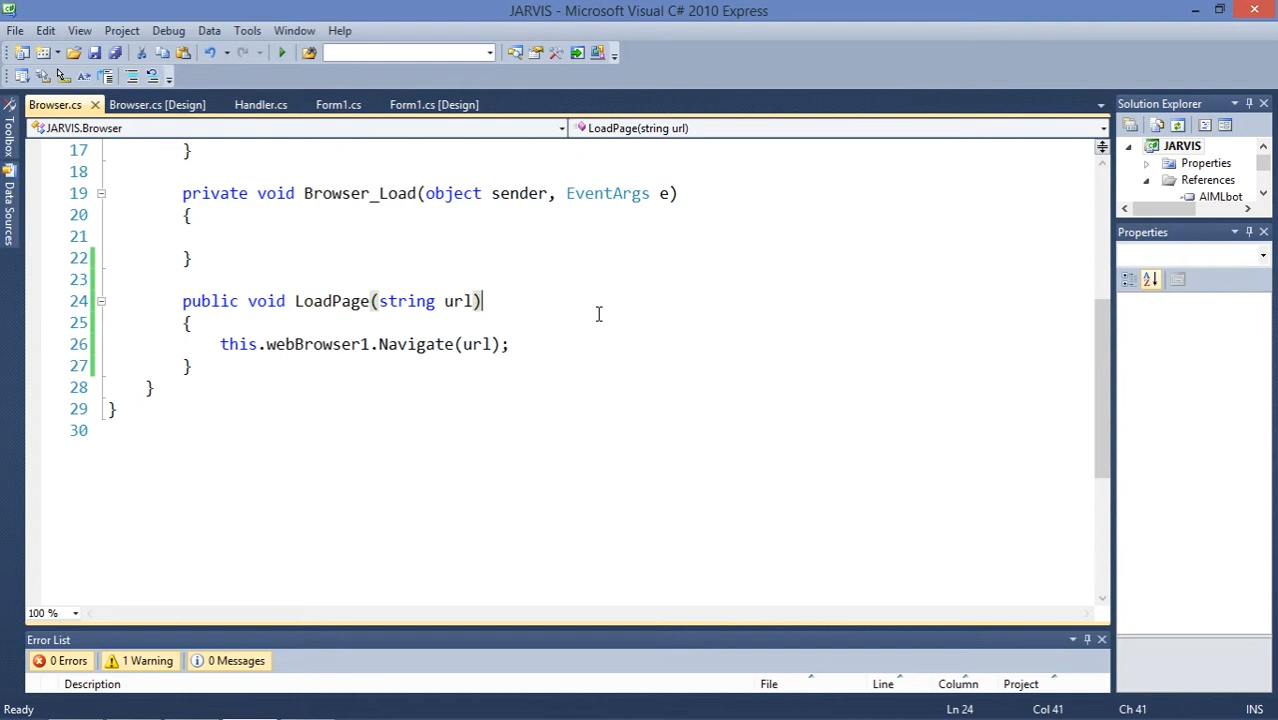 JARVIS - Microsoft Visual C# 2010 Express
File Edit View Project Debug Data Tools Window Help
Browser.cs Browser.cs [Design] Handler.cs Form1.cs Form1.cs [Design]
Solution Explorer
Toolbox
Data Sources
JARVIS.Browser LoadPage(string url)
JARVIS
Properties
References
AIMLbot
Properties
17 }
18
19 private void Browser_Load(object sender, EventArgs e)
20 {
21
22 }
23
24 public void LoadPage(string url)
25 {
26 this.webBrowser1.Navigate(url);
27 }
28 }
29 }
30
100 %
Error List
0 Errors 1 Warning 0 Messages
Description File Line Column Project
Ready Ln 24 Col 41 Ch 41 INS